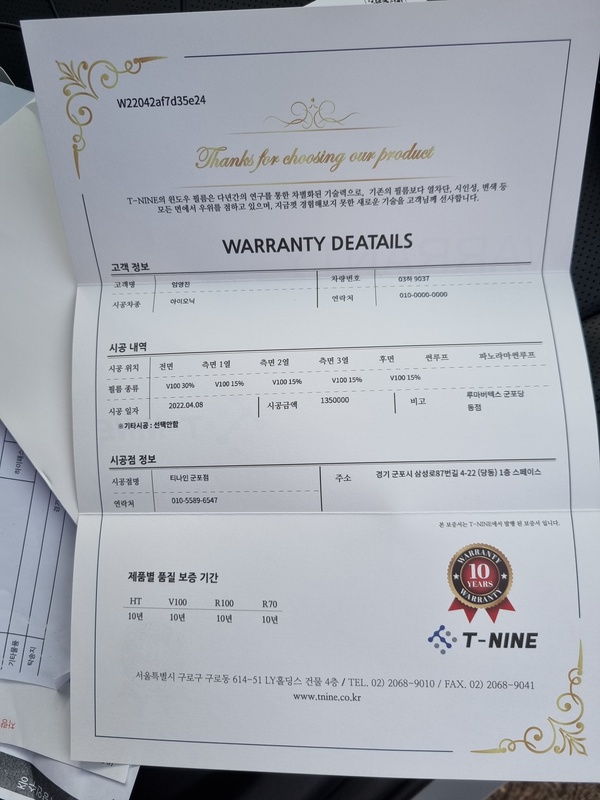 W22042af7d35e24
Thanks for choosing our product
T-NINE의 윈도우 필름은 다년간의 연구를 통한 차별화된 기술력으로, 기존의 필름보다 열차단, 시인성, 변색 등
모든 면에서 우위를 점하고 있으며, 지금껏 경험해보지 못한 새로운 기술을 고객님께 선사합니다.
WARRANTY DEATAILS
고객 정보
고객명 임영진 차량번호 03허 9037
시공차종 아이오닉 연락처 010-0000-0000
시공 내역
시공 위치 전면 측면 1열 측면 2열 측면 3열 후면 썬루프 파노라마썬루프
필름 종류 V100 30% V100 15% V100 15% V100 15% V100 15%
시공 일자 2022.04.08 시공금액 1350000 비고 루마버텍스 군포당
동점
※기타시공 : 선택안함
시공점 정보
시공점명 티나인 군포점 주소 경기 군포시 삼성로87번길 4-22 (당동) 1층 스페이스
연락처 010-5589-6547
본 보증서는 T-NINE에서 발행 된 보증서 입니다.
제품별 품질 보증 기간
HT V100 R100 R70
10년 10년 10년 10년
WARRANTY
10
YEARS
WARRANTY
T-NINE
서울특별시 구로구 구로동 614-51 LY홀딩스 건물 4층 / TEL. 02) 2068-9010 / FAX. 02) 2068-9041
www.tnine.co.kr
기타물품
탁송지